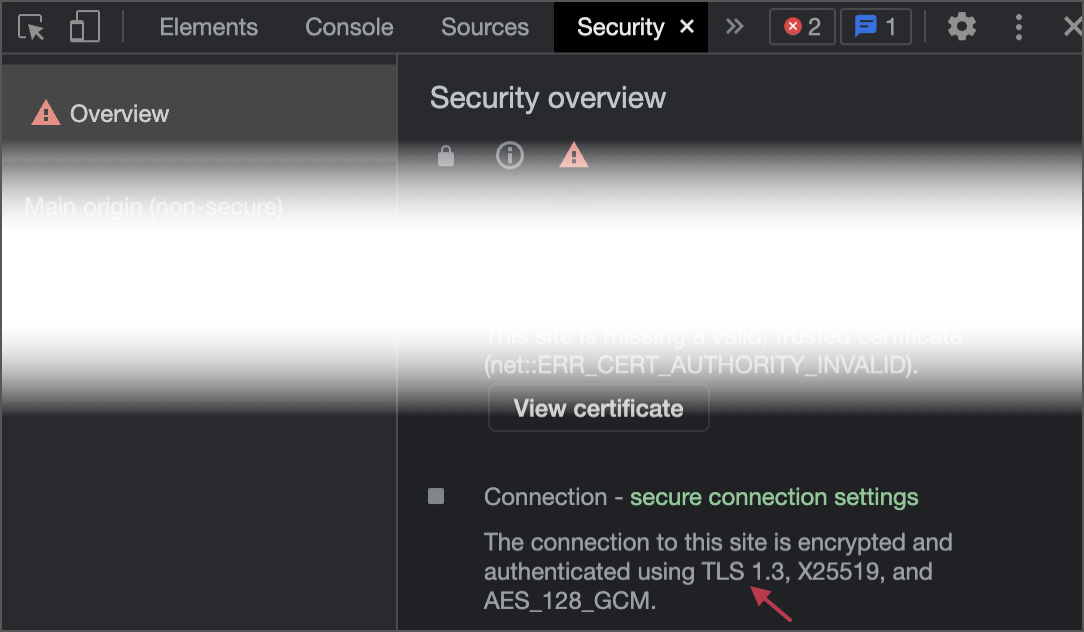 Elements Console Sources Security × » 2 1
Overview
Security overview
Main origin (non-secure)
This site is missing a valid, trusted certificate
(net::ERR_CERT_AUTHORITY_INVALID).
View certificate
Connection - secure connection settings
The connection to this site is encrypted and
authenticated using TLS 1.3, X25519, and
AES_128_GCM.